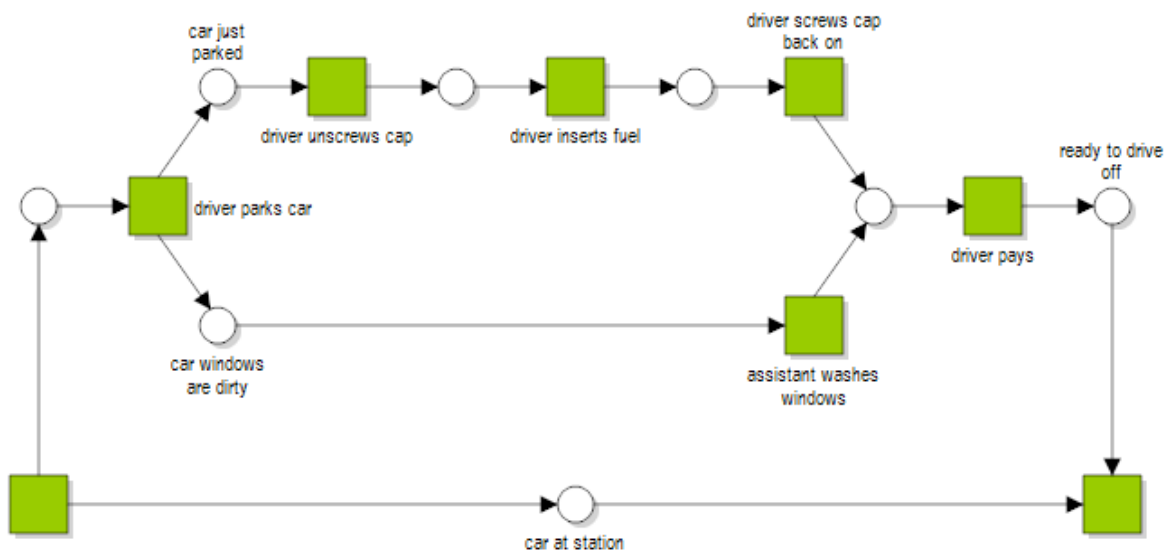 car just
parked
driver screws cap
back on
driver unscrews cap
driver inserts fuel
ready to drive
off
driver parks car
driver pays
car windows
are dirty
assistant washes
windows
car at station